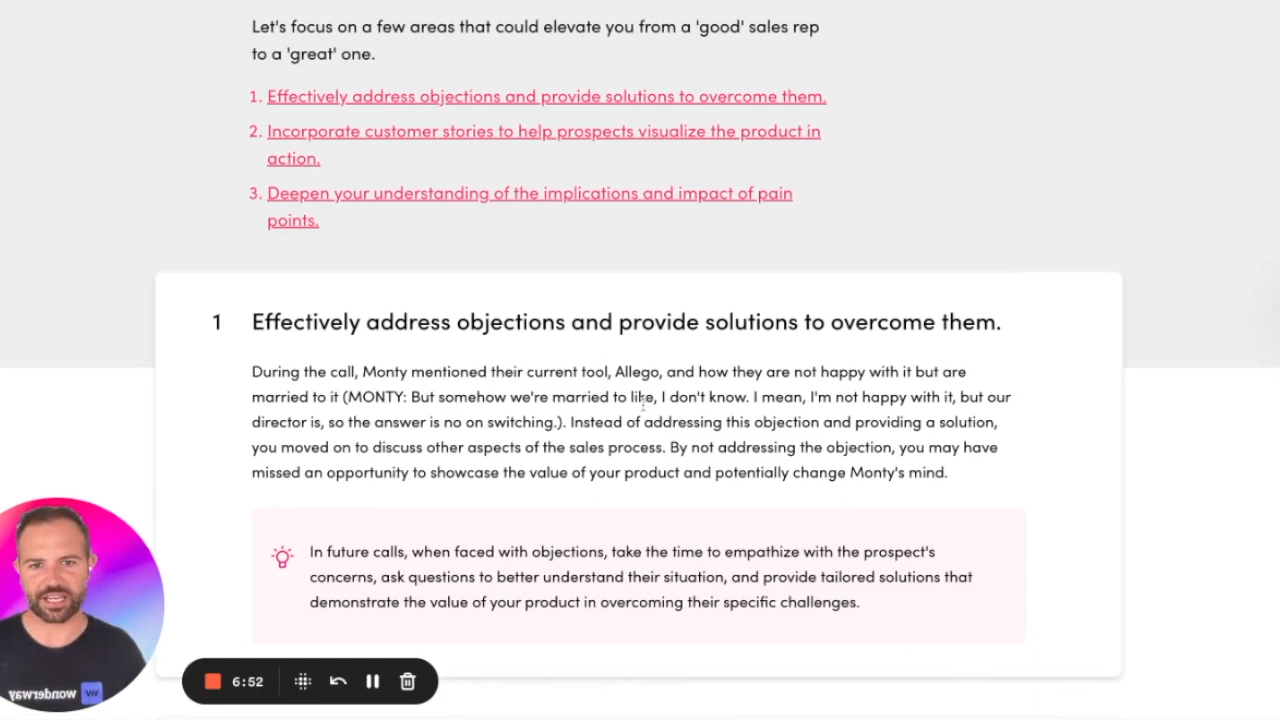 Let's focus on a few areas that could elevate you from a 'good' sales rep
to a 'great' one.
1. Effectively address objections and provide solutions to overcome them.
2. Incorporate customer stories to help prospects visualize the product in
action.
3. Deepen your understanding of the implications and impact of pain
points.
1 Effectively address objections and provide solutions to overcome them.
During the call, Monty mentioned their current tool, Allego, and how they are not happy with it but are
married to it (MONTY: But somehow we're married to like, I don't know. I mean, I'm not happy with it, but our
director is, so the answer is no on switching.). Instead of addressing this objection and providing a solution,
you moved on to discuss other aspects of the sales process. By not addressing the objection, you may have
missed an opportunity to showcase the value of your product and potentially change Monty's mind.
In future calls, when faced with objections, take the time to empathize with the prospect's
concerns, ask questions to better understand their situation, and provide tailored solutions that
demonstrate the value of your product in overcoming their specific challenges.
wonderway
6:52